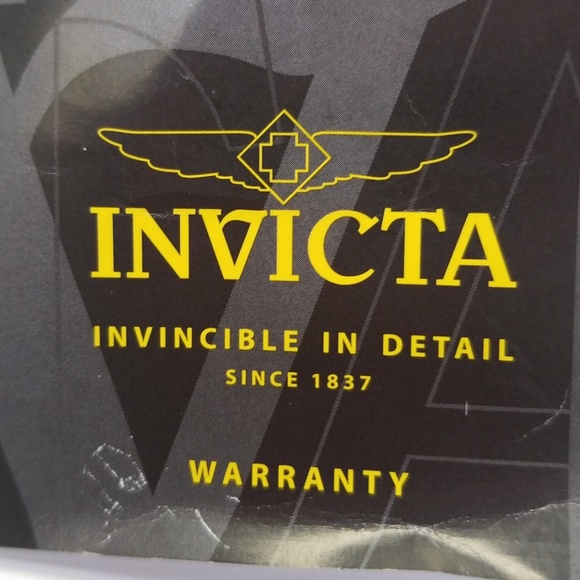 INVICTA
INVINCIBLE IN DETAIL
SINCE 1837
WARRANTY